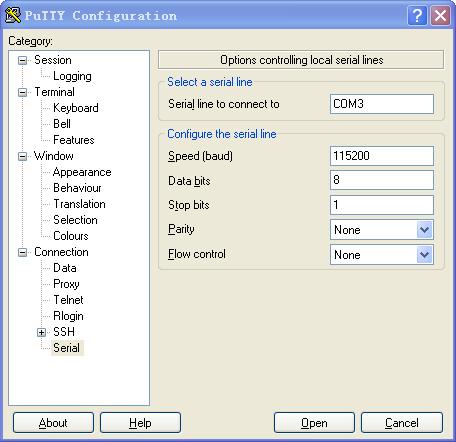 PuTTY Configuration
Category:
Session
Logging
Terminal
Keyboard
Bell
Features
Window
Appearance
Behaviour
Translation
Selection
Colours
Connection
Data
Proxy
Telnet
Rlogin
SSH
Serial
Options controlling local serial lines
Select a serial line
Serial line to connect to COM3
Configure the serial line
Speed (baud) 115200
Data bits 8
Stop bits 1
Parity None
Flow control None
About Help Open Cancel